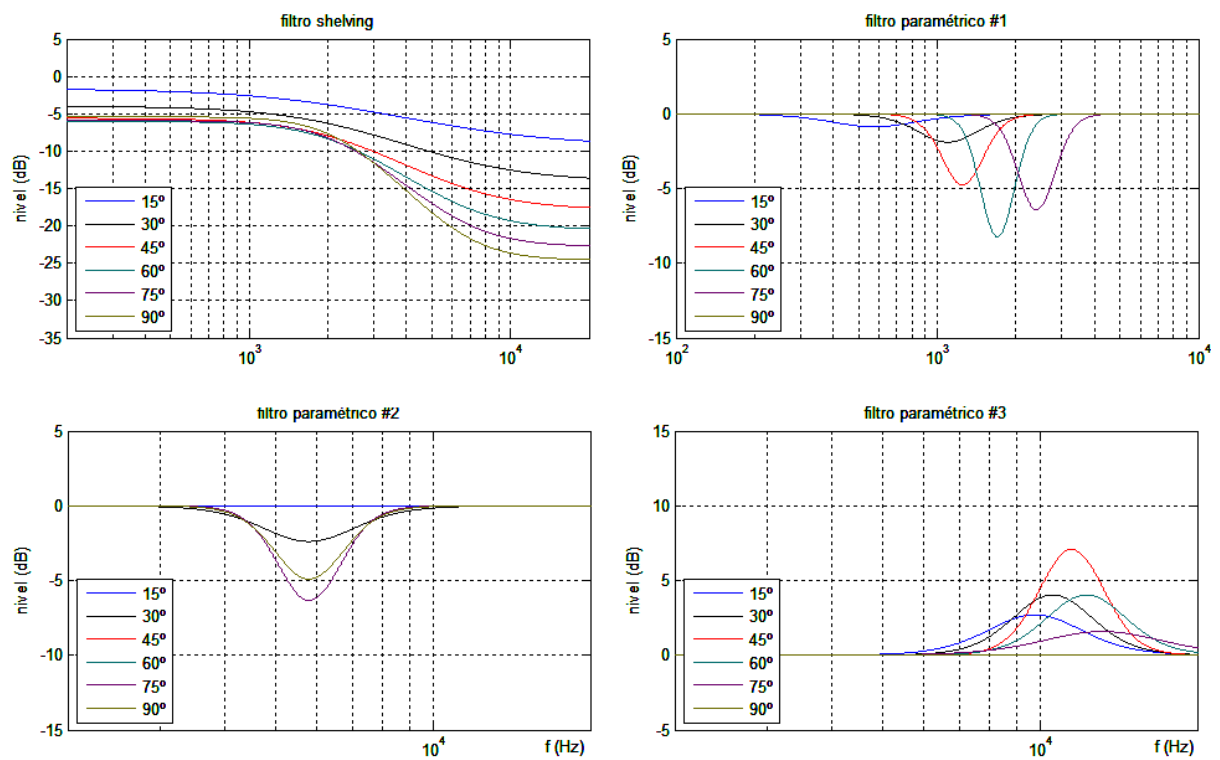 filtro shelving
5
0
-5
-10
-15
-20
-25
-30
-35
nivel (dB)
15º
30º
45º
60º
75º
90º
10³
10⁴
filtro paramétrico #1
5
0
-5
-10
-15
nivel (dB)
15º
30º
45º
60º
75º
90º
10²
10³
10⁴
filtro paramétrico #2
5
0
-5
-10
-15
nivel (dB)
15º
30º
45º
60º
75º
90º
10⁴
f (Hz)
filtro paramétrico #3
15
10
5
0
-5
nivel (dB)
15º
30º
45º
60º
75º
90º
10⁴
f (Hz)